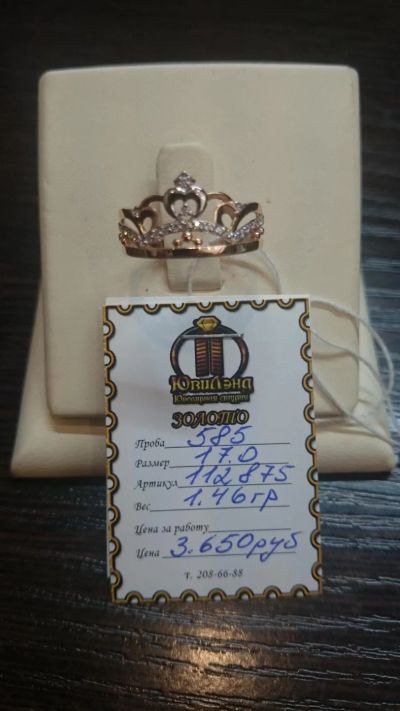 ЮвиЛэнд
Ювелирная студия
ЗОЛОТО
Проба 585
Размер 17.0
Артикул 112875
Вес 1.46гр
Цена за работу
Цена 3.650руб
т. 208-66-88